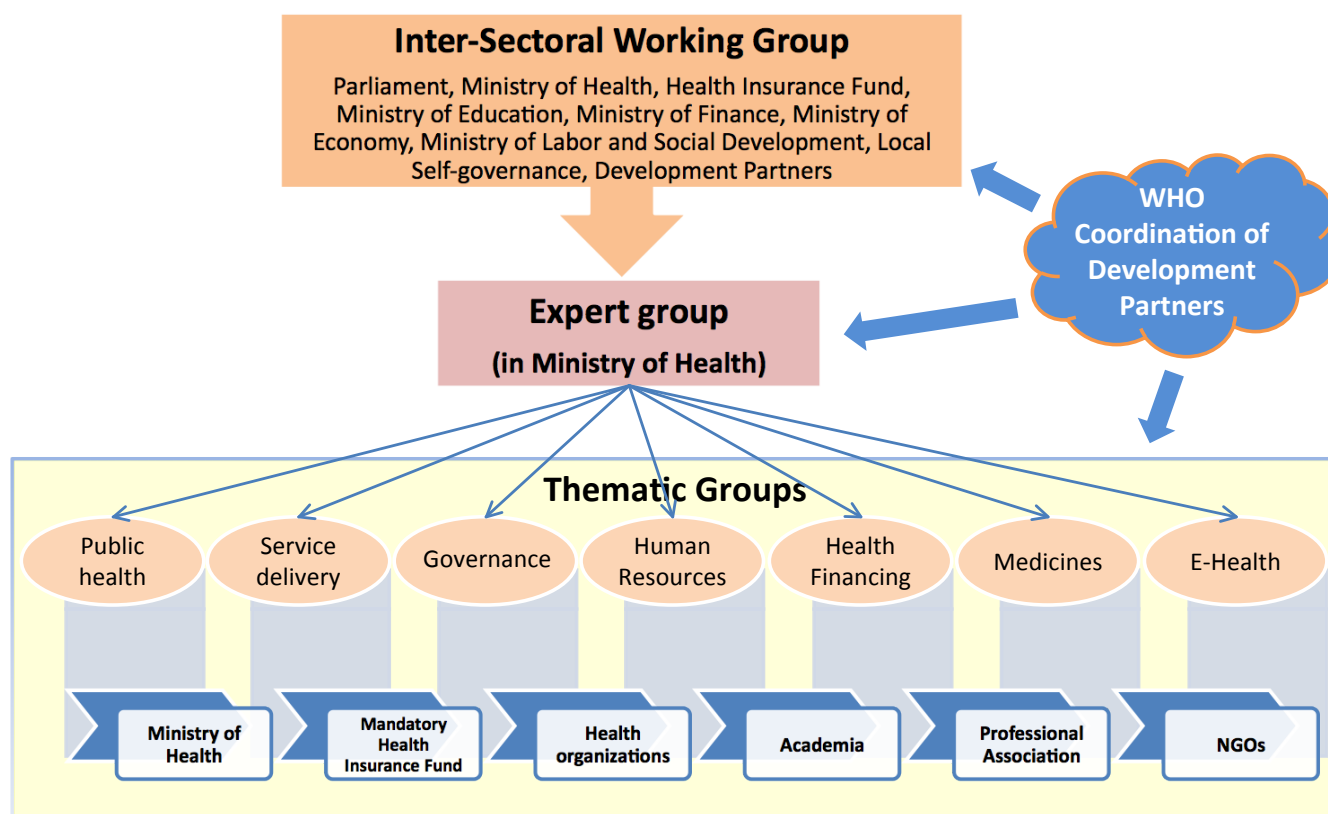 Inter-Sectoral Working Group
Parliament, Ministry of Health, Health Insurance Fund,
Ministry of Education, Ministry of Finance, Ministry of
Economy, Ministry of Labor and Social Development, Local
Self-governance, Development Partners
WHO
Coordination of
Development
Partners
Expert group
(in Ministry of Health)
Thematic Groups
Public
health
Service
delivery
Governance
Human
Resources
Health
Financing
Medicines
E-Health
Ministry of
Health
Mandatory
Health
Insurance Fund
Health
organizations
Academia
Professional
Association
NGOs